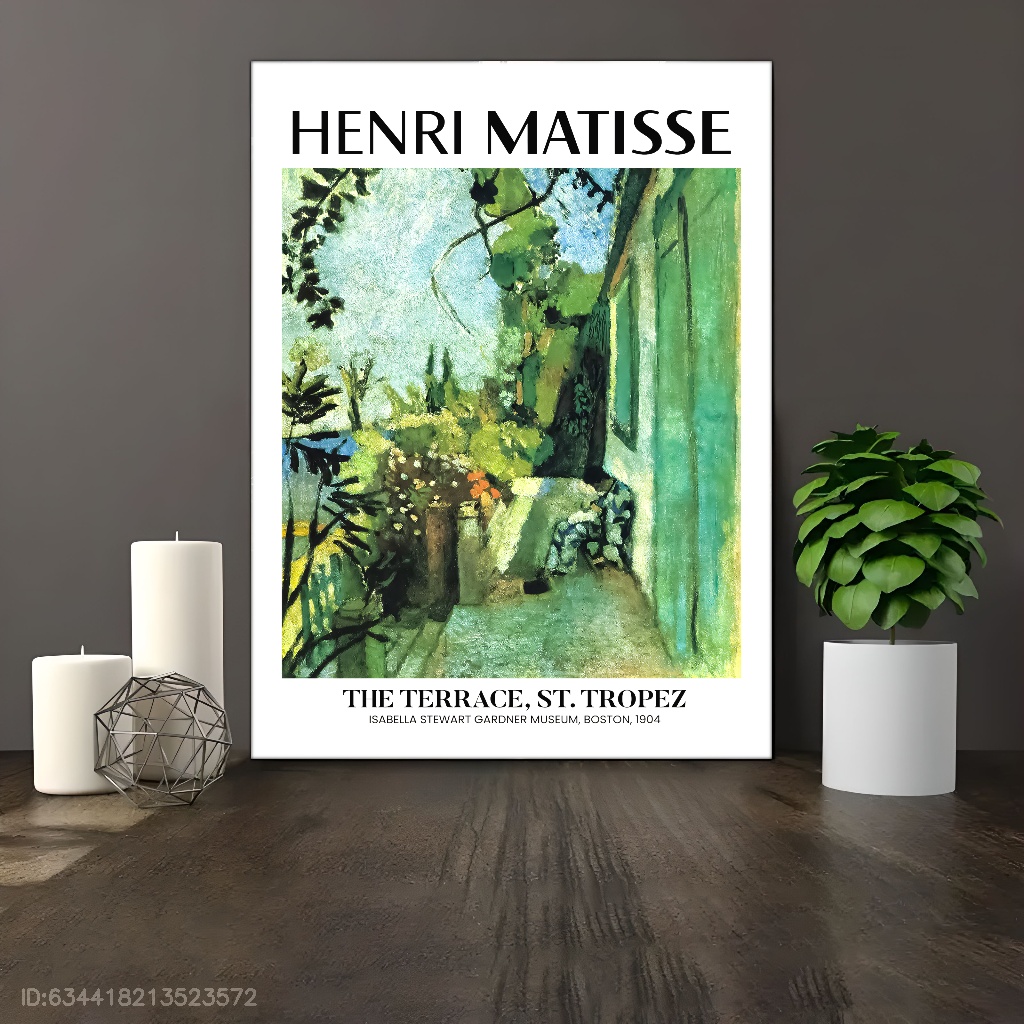 HENRI MATISSE
THE TERRACE, ST. TROPEZ
ISABELLA STEWART GARDNER MUSEUM, BOSTON, 1904
ID:634418213523572